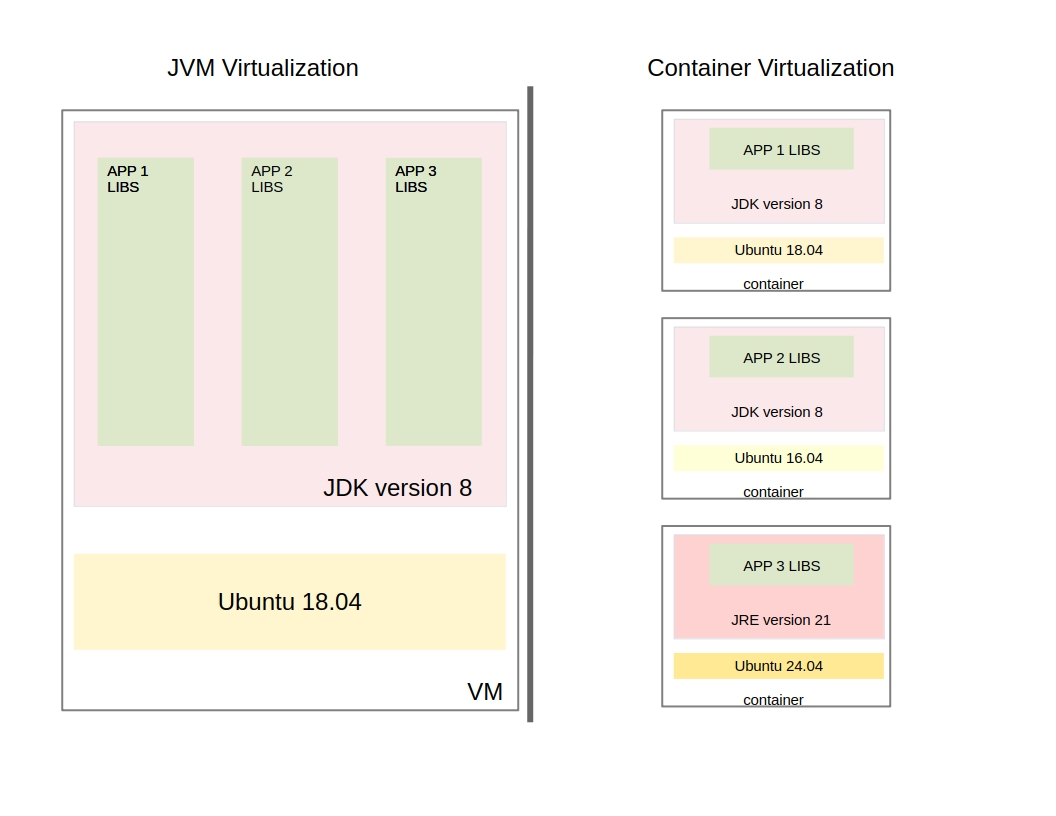 JVM Virtualization
APP 1
LIBS
APP 2
LIBS
APP 3
LIBS
JDK version 8
Ubuntu 18.04
VM
Container Virtualization
APP 1 LIBS
JDK version 8
Ubuntu 18.04
container
APP 2 LIBS
JDK version 8
Ubuntu 16.04
container
APP 3 LIBS
JRE version 21
Ubuntu 24.04
container